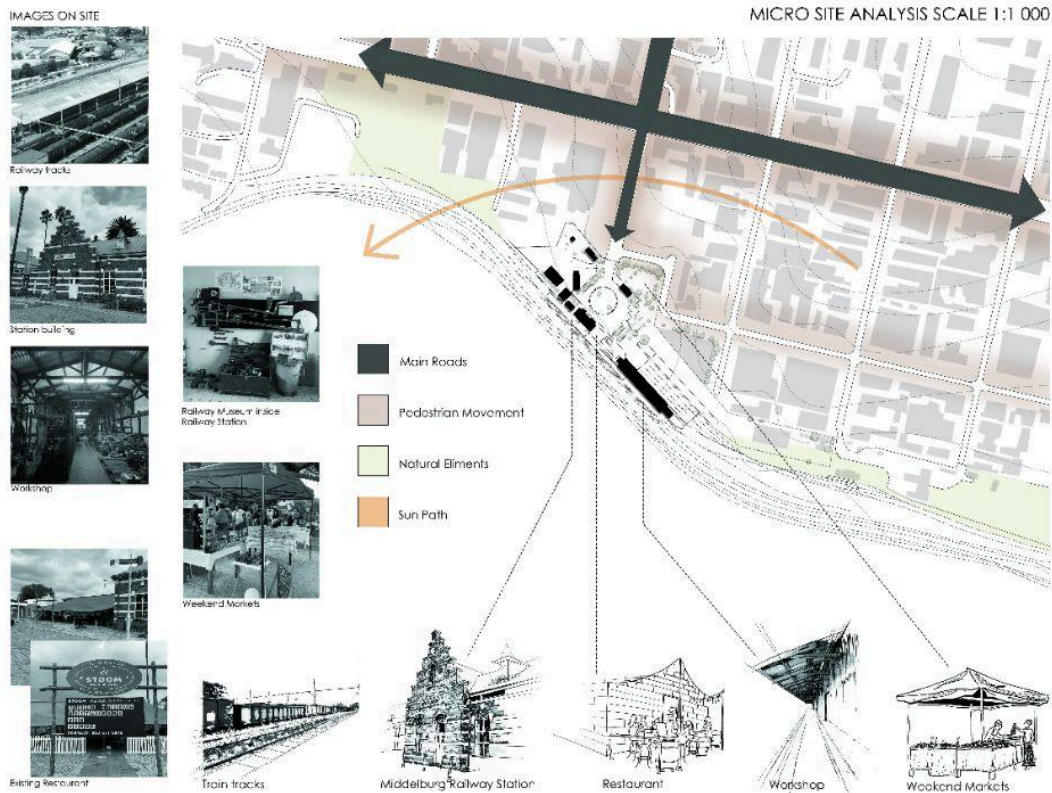 IMAGES ON SITE
MICRO SITE ANALYSIS SCALE 1:1 000
Railway tracks
Station building
Railway Museum inside
Railway Station
Workshop
Weekend Markets
STOOM
Existing Restaurant
Main Roads
Pedestrian Movement
Natural Eliments
Sun Path
Train tracks
Middelburg Railway Station
Restaurant
Workshop
Weekend Markets